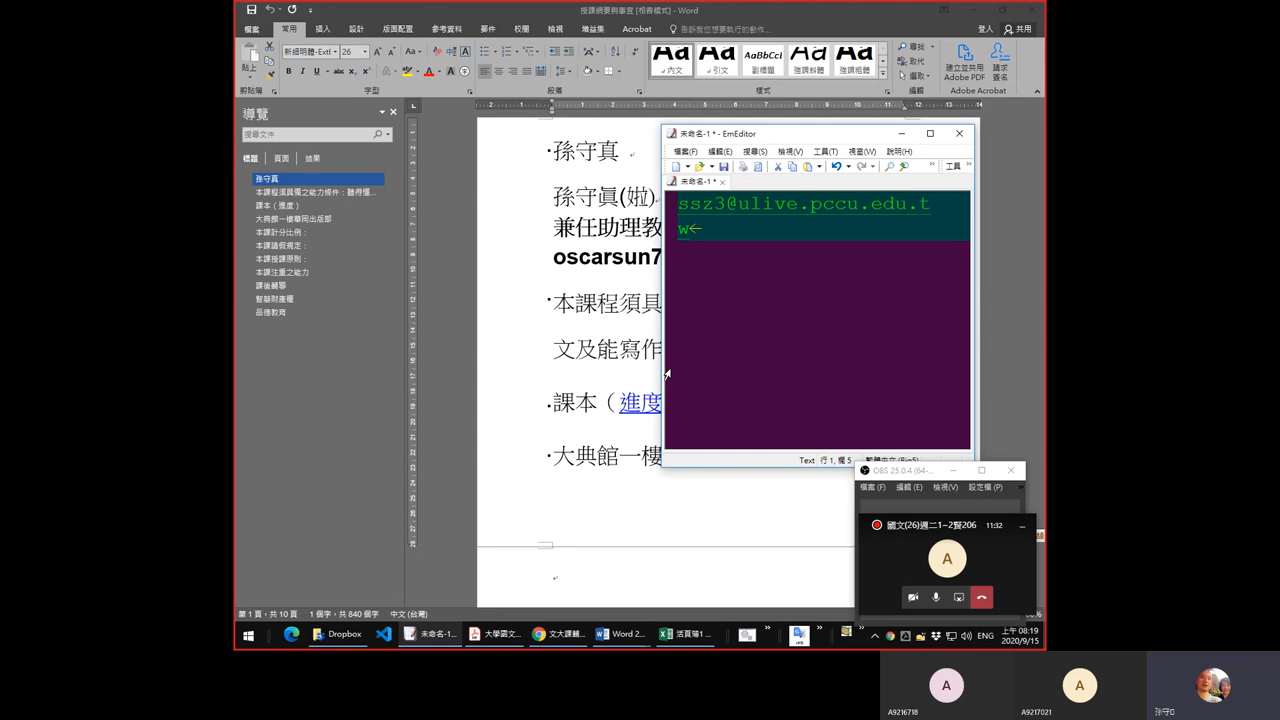 授課綱要與事宜 [相容模式] - Word
檔案 常用 插入 設計 版面配置 參考資料 郵件 校閱 檢視 增益集 Acrobat 告訴我您想要執行的動作... 登入 共用
新細明體-ExtB 26
貼上
內文 引文 副標題 強調斜體 強調粗體
尋找
取代
選取
建立並共用 Adobe PDF
請求簽名
剪貼簿 字型 段落 樣式 編輯 Adobe Acrobat
導覽
搜尋文件
標題 頁面 結果
孫守真
本課程須具備之能力條件:聽得懂...
課本(進度)
大典館一樓華岡出版部
本課計分比例:
本課請假規定:
本課授課原則:
本課注重之能力
課後輔導
智慧財產權
品德教育
孫守真
孫守眞(
兼任助理教
oscarsun7
本課程須具
文及能寫作
課本(進度
大典館一樓
未命名-1 * - EmEditor
檔案(F) 編輯(E) 搜尋(S) 檢視(V) 工具(T) 視窗(W) 說明(H)
工具
未命名-1 *
ssz3@ulive.pccu.edu.t
w
Text 行 1, 欄 5 繁體中文 (Big5)
OBS 25.0.4 (64-...
檔案 (F) 編輯 (E) 檢視(V) 設定檔 (P)
國文(26)週二1~2賢206 11:32
A
第 1 頁,共 10 頁 1 個字,共 840 個字 中文 (台灣)
Dropbox 未命名-1... 大學國文... 文大課輔... Word 2... 活頁簿1 ... ENG
上午 08:19
2020/9/15
A A
A9216718 A9217021 孫守